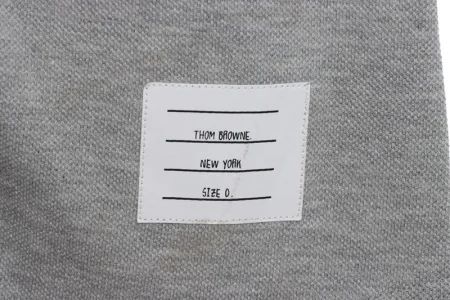 THOM BROWNE.
NEW YORK
SIZE 0.